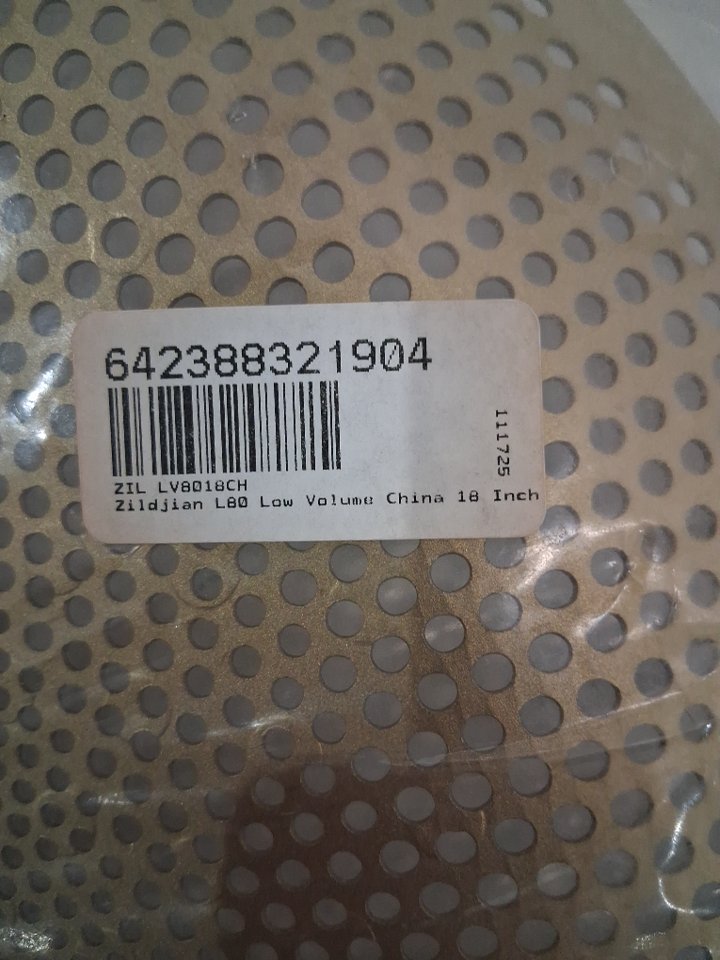 642388321904
111725
ZIL LV8018CH
Zildjian L80 Low Volume China 18 Inch